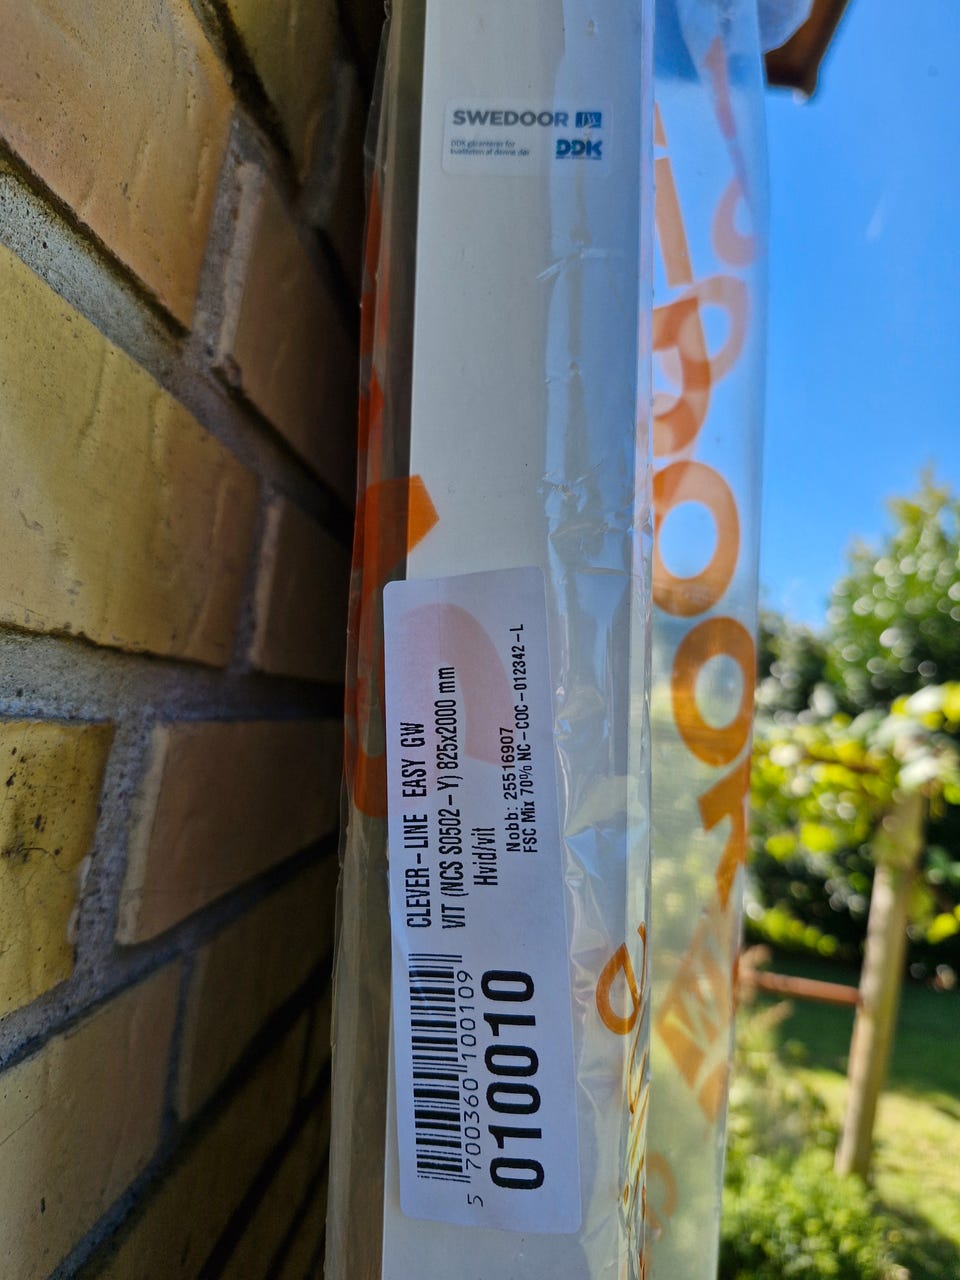 SWEDOOR JW
DDK garanterer for
kvaliteten af denne dør
DDK
CLEVER-LINE EASY GW
VIT (NCS S0502-Y) 825x2000 mm
Hvid/vit
Nobb: 25516907
FSC Mix 70% NC-COC-012342-L
5 700360 100109
010010